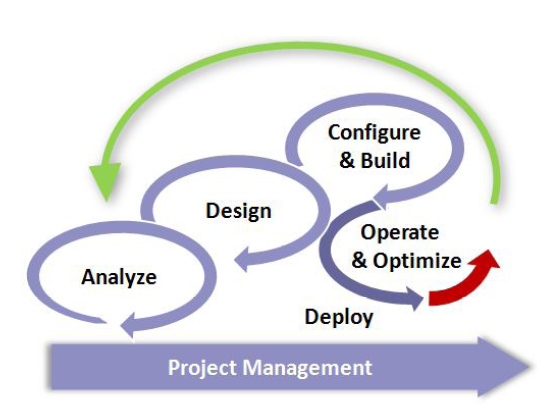 Configure
& Build
Design
Operate
& Optimize
Analyze
Deploy
Project Management